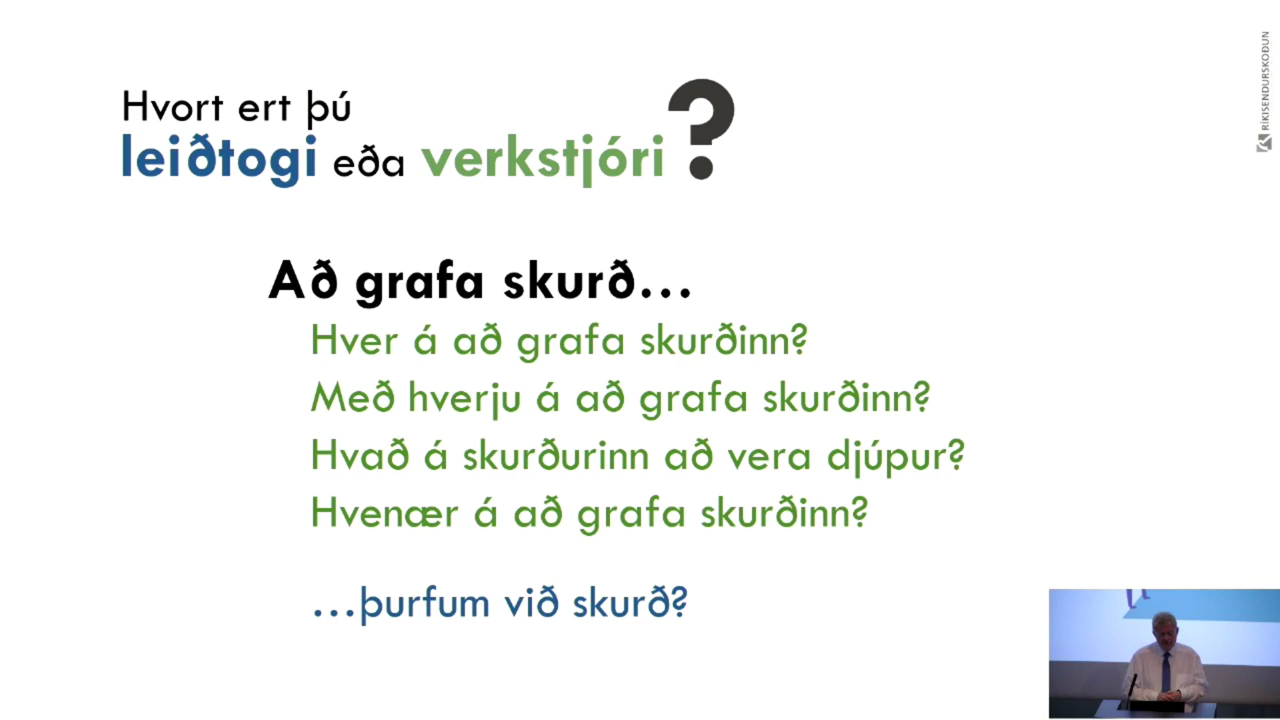 Hvort ert þú
leiðtogi eða verkstjóri?
Að grafa skurð...
Hver á að grafa skurðinn?
Með hverju á að grafa skurðinn?
Hvað á skurðurinn að vera djúpur?
Hvenær á að grafa skurðinn?
...þurfum við skurð?
RÍKISENDURSKOÐUN